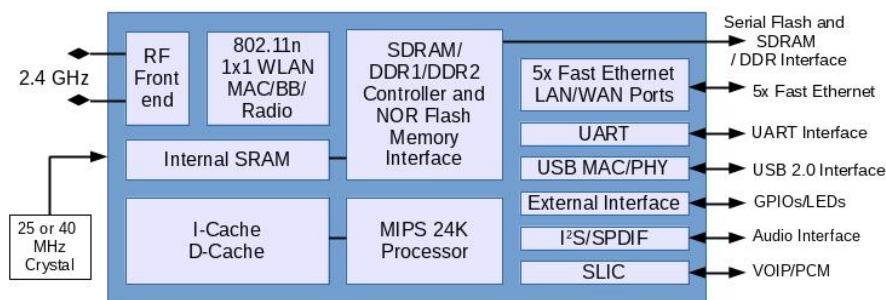 2.4 GHz
25 or 40
MHz
Crystal
RF
Front
end
802.11n
1x1 WLAN
MAC/BB/
Radio
Internal SRAM
I-Cache
D-Cache
SDRAM/
DDR1/DDR2
Controller and
NOR Flash
Memory
Interface
MIPS 24K
Processor
5x Fast Ethernet
LAN/WAN Ports
UART
USB MAC/PHY
External Interface
I²S/SPDIF
SLIC
Serial Flash and
SDRAM
/ DDR Interface
5x Fast Ethernet
UART Interface
USB 2.0 Interface
GPIOs/LEDs
Audio Interface
VOIP/PCM